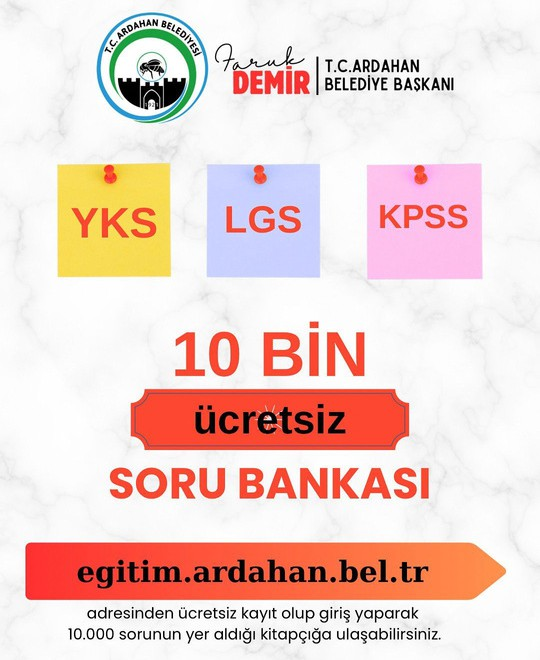 T.C. ARDAHAN BELEDİYESİ
Faruk
DEMİR
T.C.ARDAHAN
BELEDİYE BAŞKANI
YKS
LGS
KPSS
10 BİN
ücretsiz
SORU BANKASI
egitim.ardahan.bel.tr
adresinden ücretsiz kayıt olup giriş yaparak
10.000 sorunun yer aldığı kitapçığa ulaşabilirsiniz.